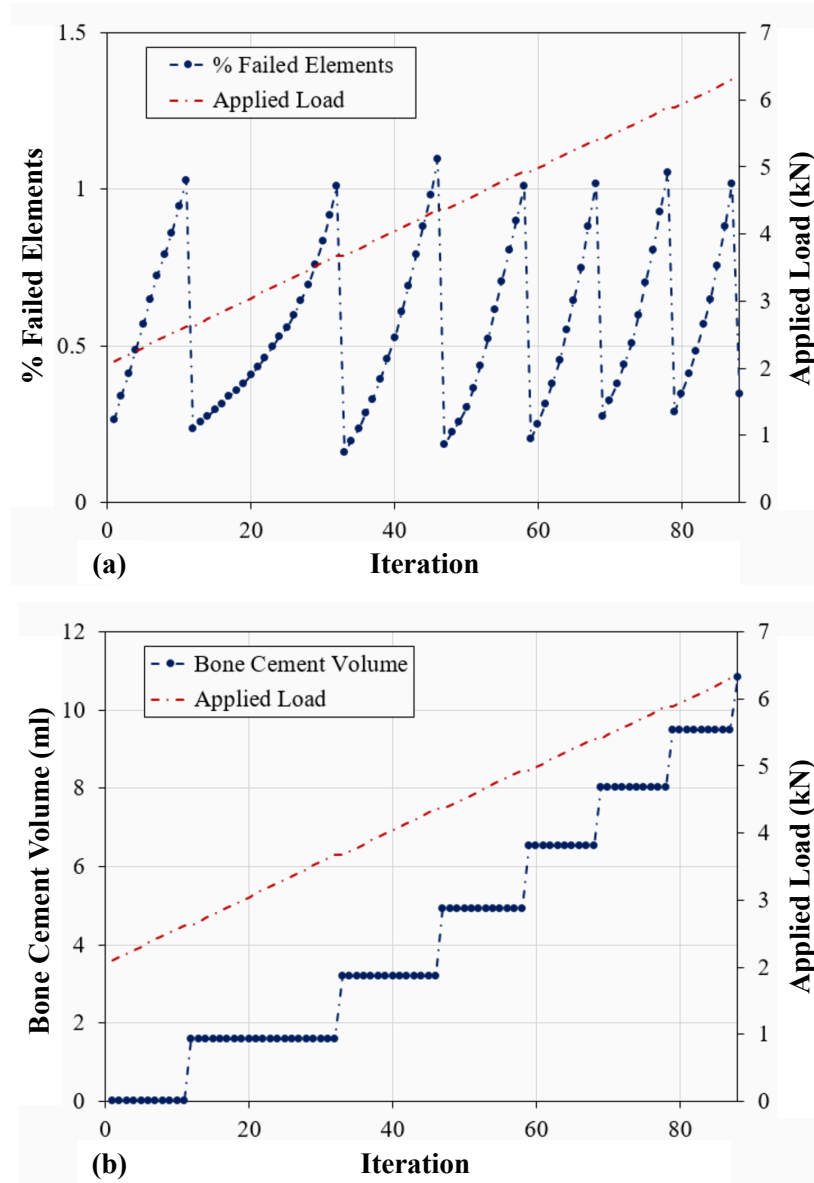 1.5
1
0.5
0
% Failed Elements
% Failed Elements
Applied Load
7
6
5
4
3
2
1
0
Applied Load (kN)
0 20 40 60 80
(a) Iteration
12
10
8
6
4
2
0
Bone Cement Volume (ml)
Bone Cement Volume
Applied Load
7
6
5
4
3
2
1
0
Applied Load (kN)
0 20 40 60 80
(b) Iteration